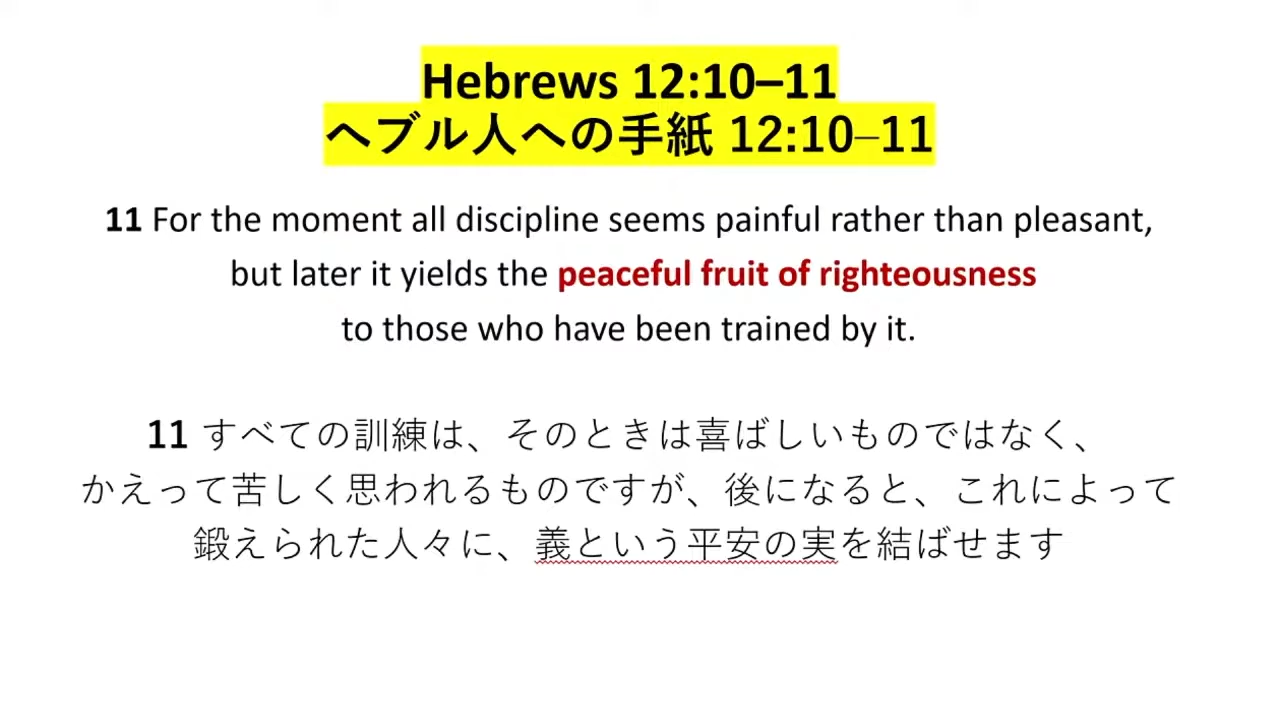 Hebrews 12:10–11
ヘブル人への手紙 12:10–11
11 For the moment all discipline seems painful rather than pleasant,
but later it yields the peaceful fruit of righteousness
to those who have been trained by it.
11 すべての訓練は、そのときは喜ばしいものではなく、
かえって苦しく思われるものですが、後になると、これによって
鍛えられた人々に、義という平安の実を結ばせます